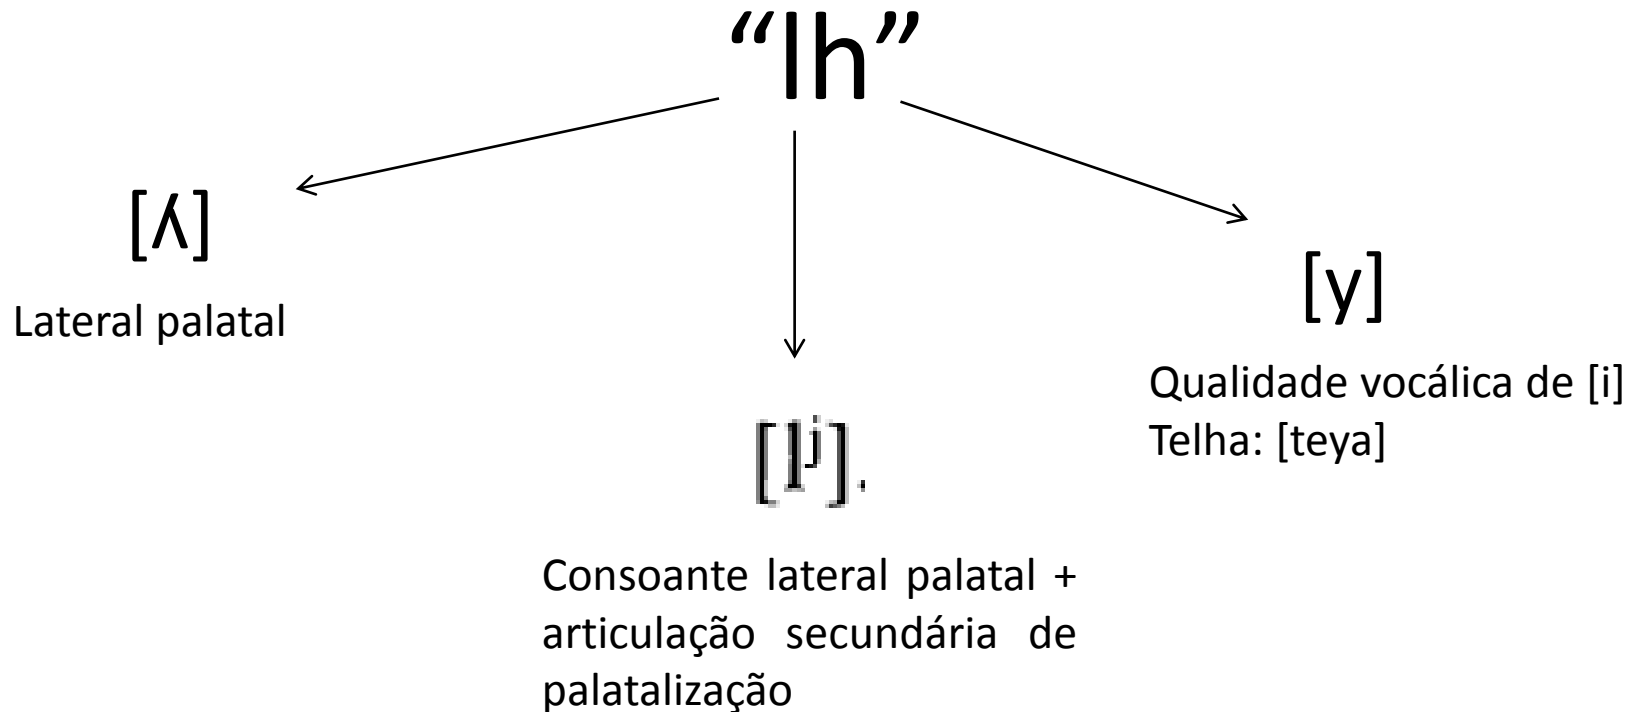 “lh”
[ʎ]
Lateral palatal
[lʲ].
Consoante lateral palatal +
articulação secundária de
palatalização
[y]
Qualidade vocálica de [i]
Telha: [teya]